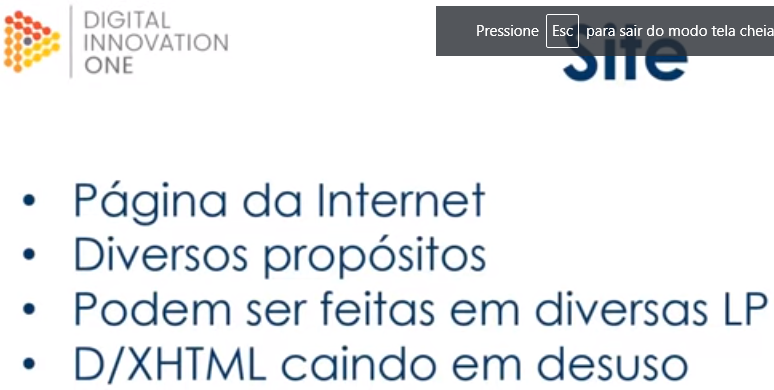 DIGITAL
INNOVATION
ONE
Pressione Esc para sair do modo tela cheia
Site
• Página da Internet
• Diversos propósitos
• Podem ser feitas em diversas LP
• D/XHTML caindo em desuso